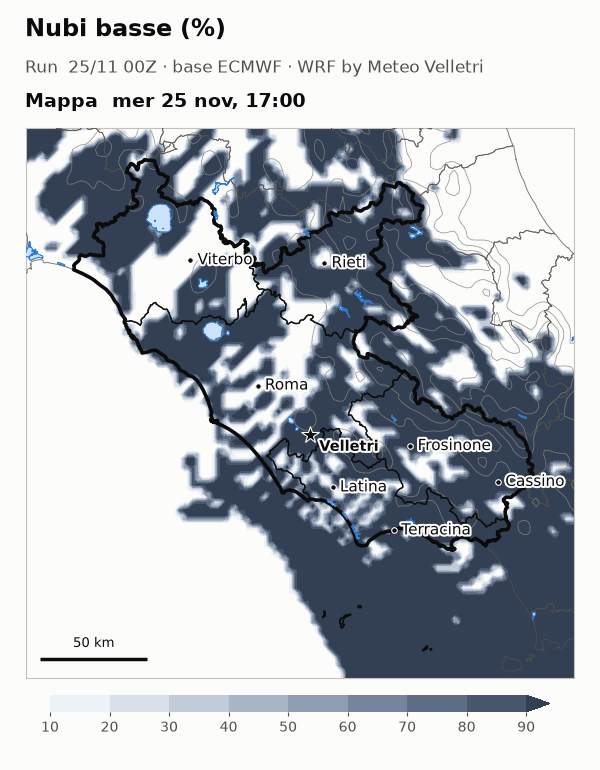 Nubi basse (%)
Run  25/11 00Z · base ECMWF · WRF by Meteo Velletri
Mappa  mer 25 nov, 17:00
Viterbo
Rieti
Roma
Velletri
Frosinone
Cassino
Latina
Terracina
50 km
10 20 30 40 50 60 70 80 90